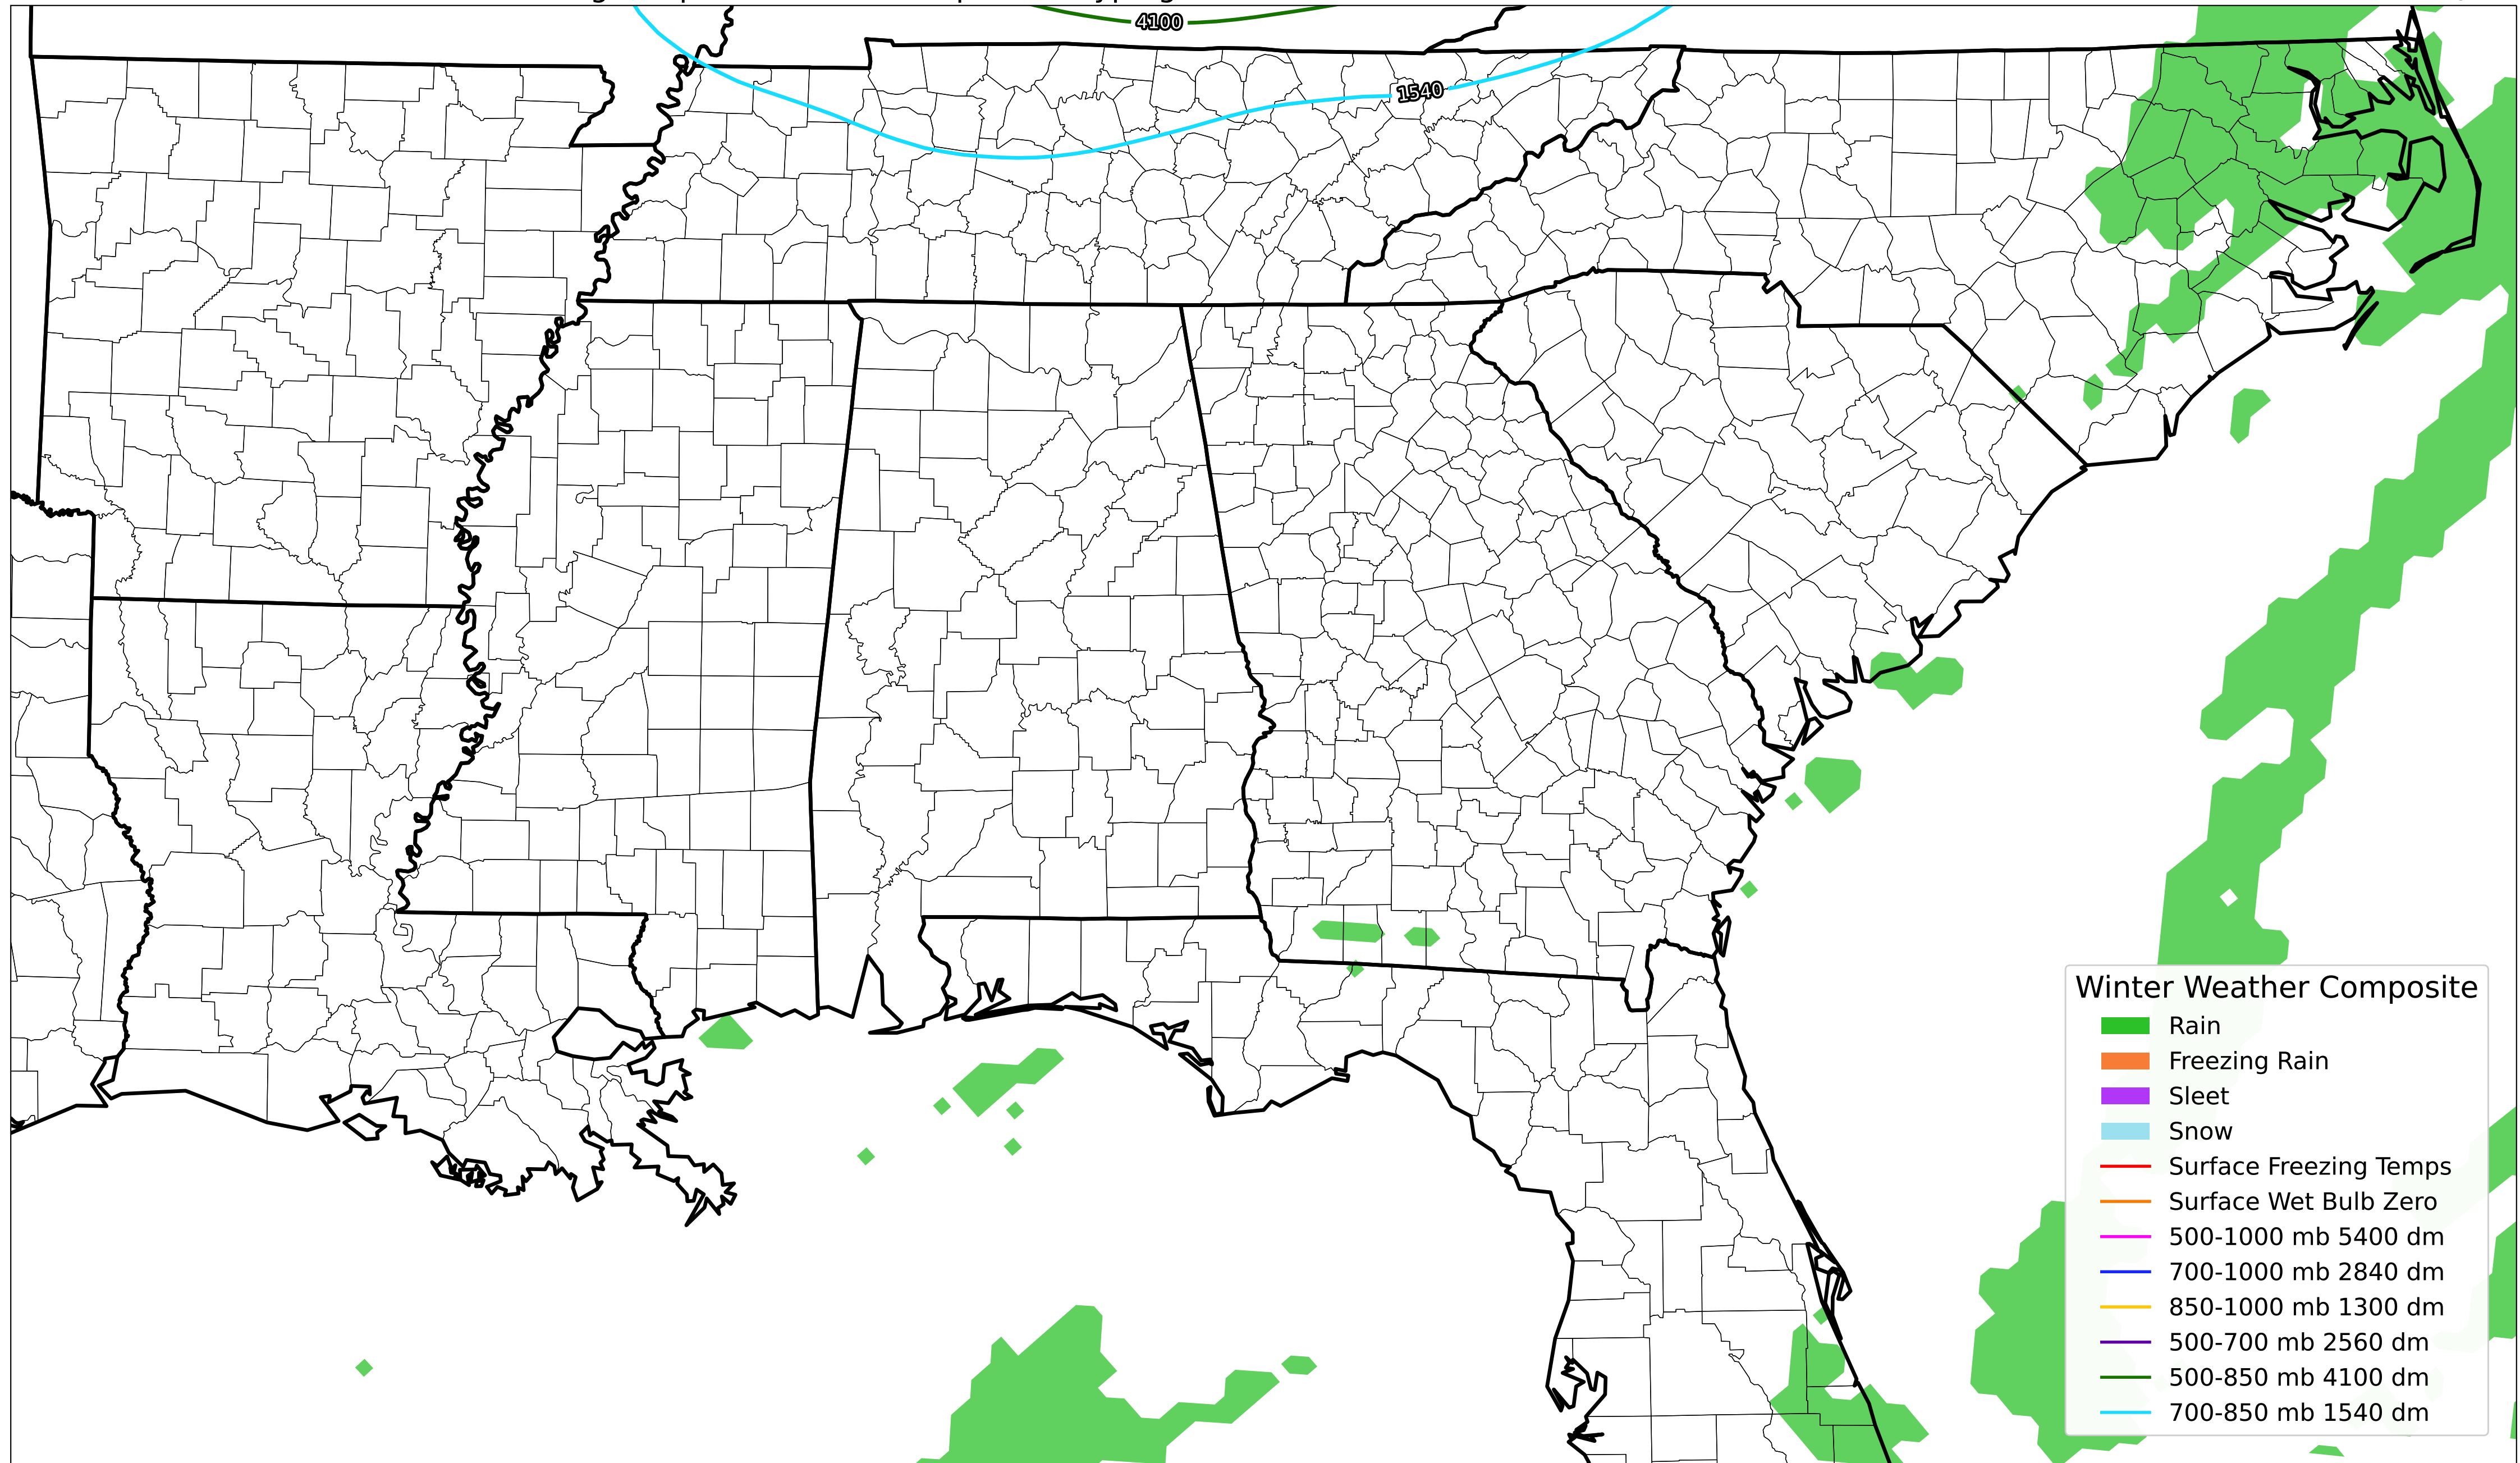 4100
1540
Winter Weather Composite
Rain
Freezing Rain
Sleet
Snow
Surface Freezing Temps
Surface Wet Bulb Zero
500-1000 mb 5400 dm
700-1000 mb 2840 dm
850-1000 mb 1300 dm
500-700 mb 2560 dm
500-850 mb 4100 dm
700-850 mb 1540 dm